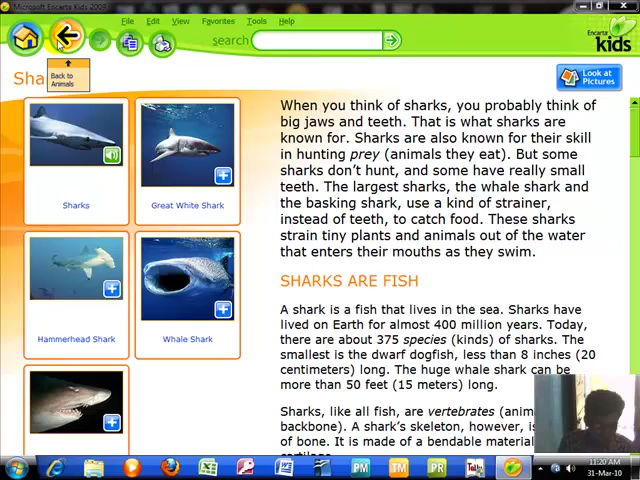 Microsoft Encarta Kids 2009
File Edit View Favorites Tools Help
search
Encarta
kids
Sha
Back to
Animals
Look at
Pictures
Sharks
Great White Shark
Hammerhead Shark
Whale Shark
When you think of sharks, you probably think of
big jaws and teeth. That is what sharks are
known for. Sharks are also known for their skill
in hunting prey (animals they eat). But some
sharks don't hunt, and some have really small
teeth. The largest sharks, the whale shark and
the basking shark, use a kind of strainer,
instead of teeth, to catch food. These sharks
strain tiny plants and animals out of the water
that enters their mouths as they swim.
SHARKS ARE FISH
A shark is a fish that lives in the sea. Sharks have
lived on Earth for almost 400 million years. Today,
there are about 375 species (kinds) of sharks. The
smallest is the dwarf dogfish, less than 8 inches (20
centimeters) long. The huge whale shark can be
more than 50 feet (15 meters) long.
Sharks, like all fish, are vertebrates (anim
backbone). A shark's skeleton, however, is
of bone. It is made of a bendable material
cartilage
PM TM PR
11:20 AM
31-Mar-10